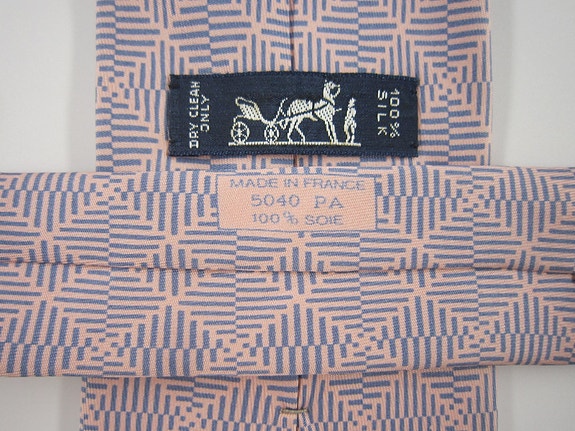 DRY CLEAN
ONLY
100%
SILK
MADE IN FRANCE
5040 PA
100% SOIE